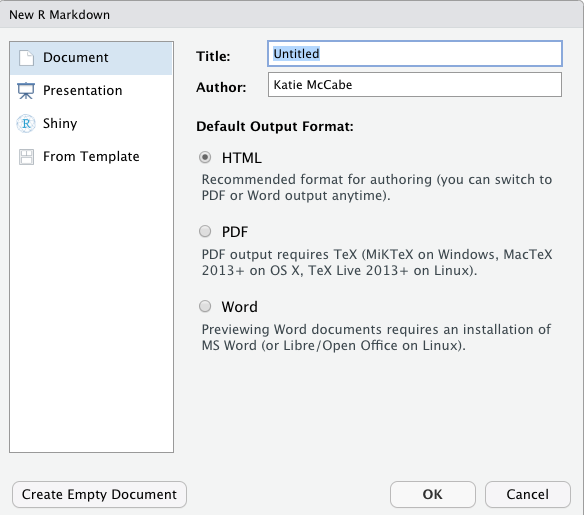 New R Markdown
Document
Presentation
R Shiny
From Template
Title: Untitled
Author: Katie McCabe
Default Output Format:
HTML
Recommended format for authoring (you can switch to
PDF or Word output anytime).
PDF
PDF output requires TeX (MiKTeX on Windows, MacTeX
2013+ on OS X, TeX Live 2013+ on Linux).
Word
Previewing Word documents requires an installation of
MS Word (or Libre/Open Office on Linux).
Create Empty Document
OK
Cancel